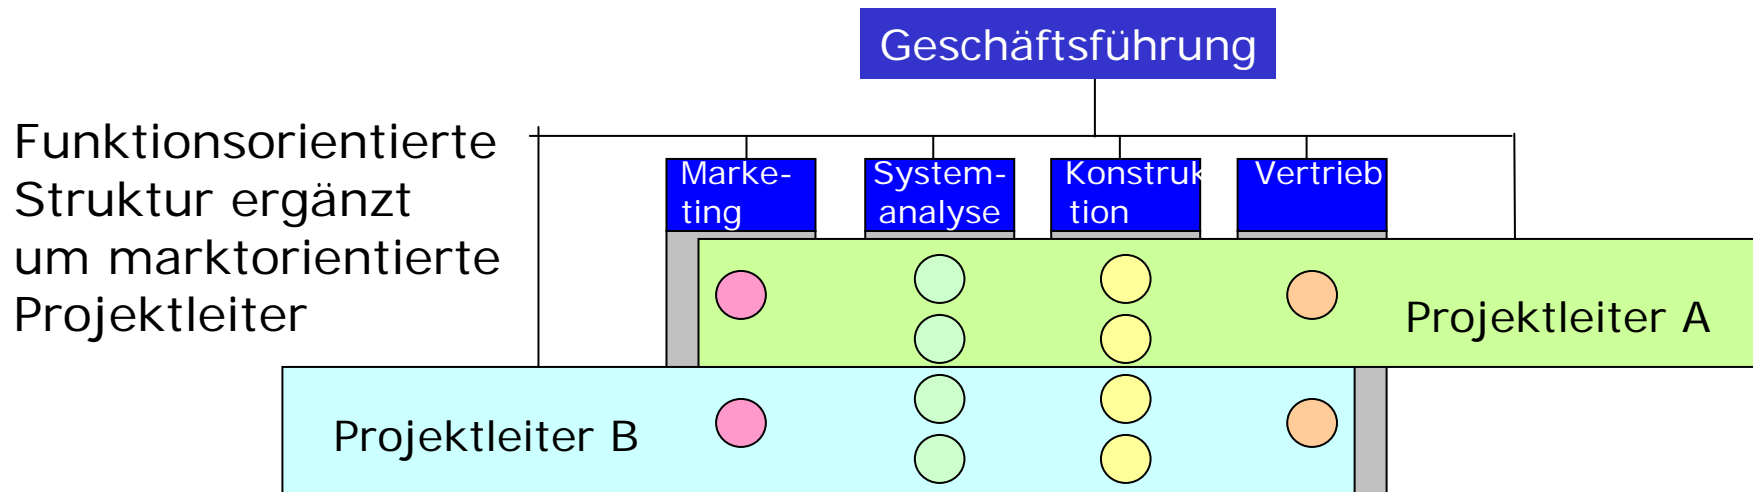 Geschäftsführung
Funktionsorientierte
Struktur ergänzt
um marktorientierte
Projektleiter
Marke-
ting
System-
analyse
Konstruk
tion
Vertrieb
Projektleiter A
Projektleiter B